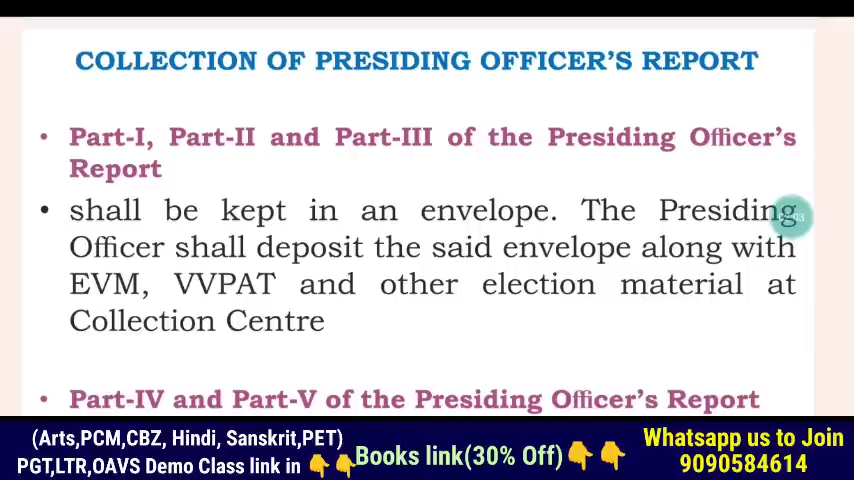 COLLECTION OF PRESIDING OFFICER'S REPORT
• Part-I, Part-II and Part-III of the Presiding Officer's
Report
• shall be kept in an envelope. The Presiding
Officer shall deposit the said envelope along with
EVM, VVPAT and other election material at
Collection Centre
• Part-IV and Part-V of the Presiding Officer's Report
(Arts,PCM,CBZ, Hindi, Sanskrit,PET)
PGT,LTR,OAVS Demo Class link in 👇👇
Books link(30% Off)👇👇
Whatsapp us to Join
9090584614